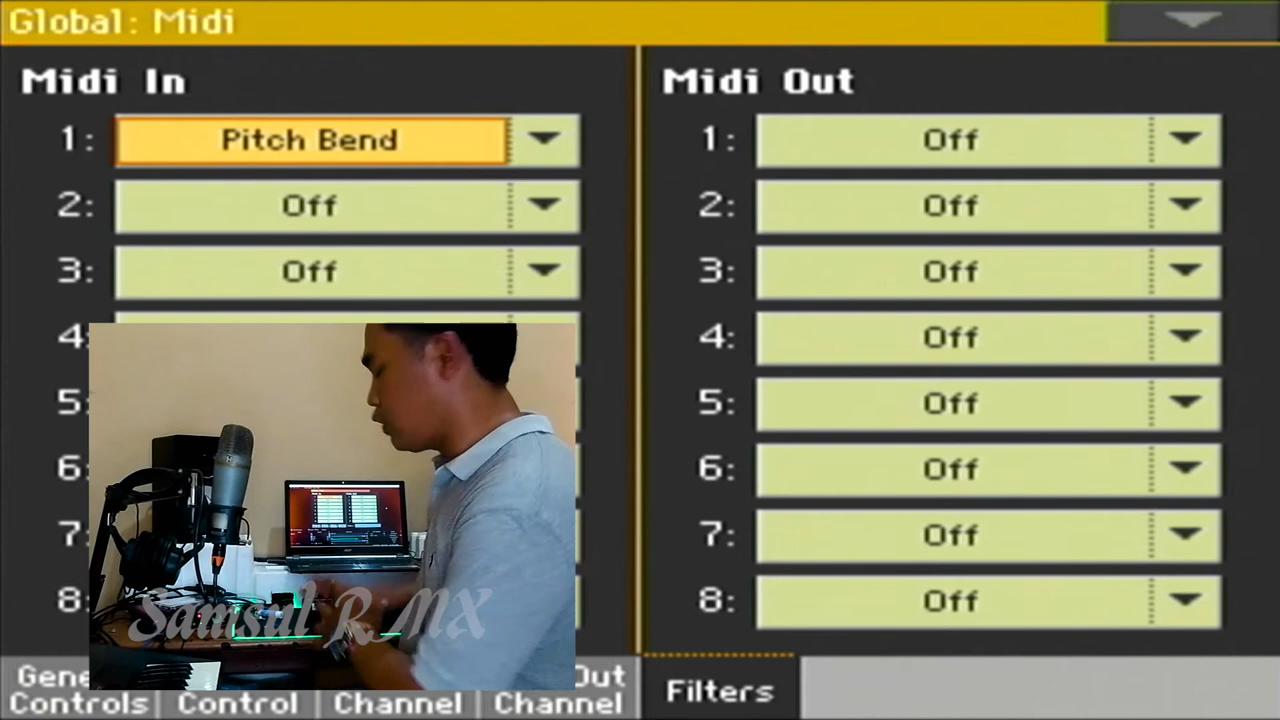 Global: Midi
Midi In
Midi Out
1: Pitch Bend
1: Off
2: Off
2: Off
3: Off
3: Off
4:
4: Off
5:
5: Off
6:
6: Off
7:
7: Off
8:
8: Off
Samsul RMX
Controls
Control
Channel
Out Channel
Filters